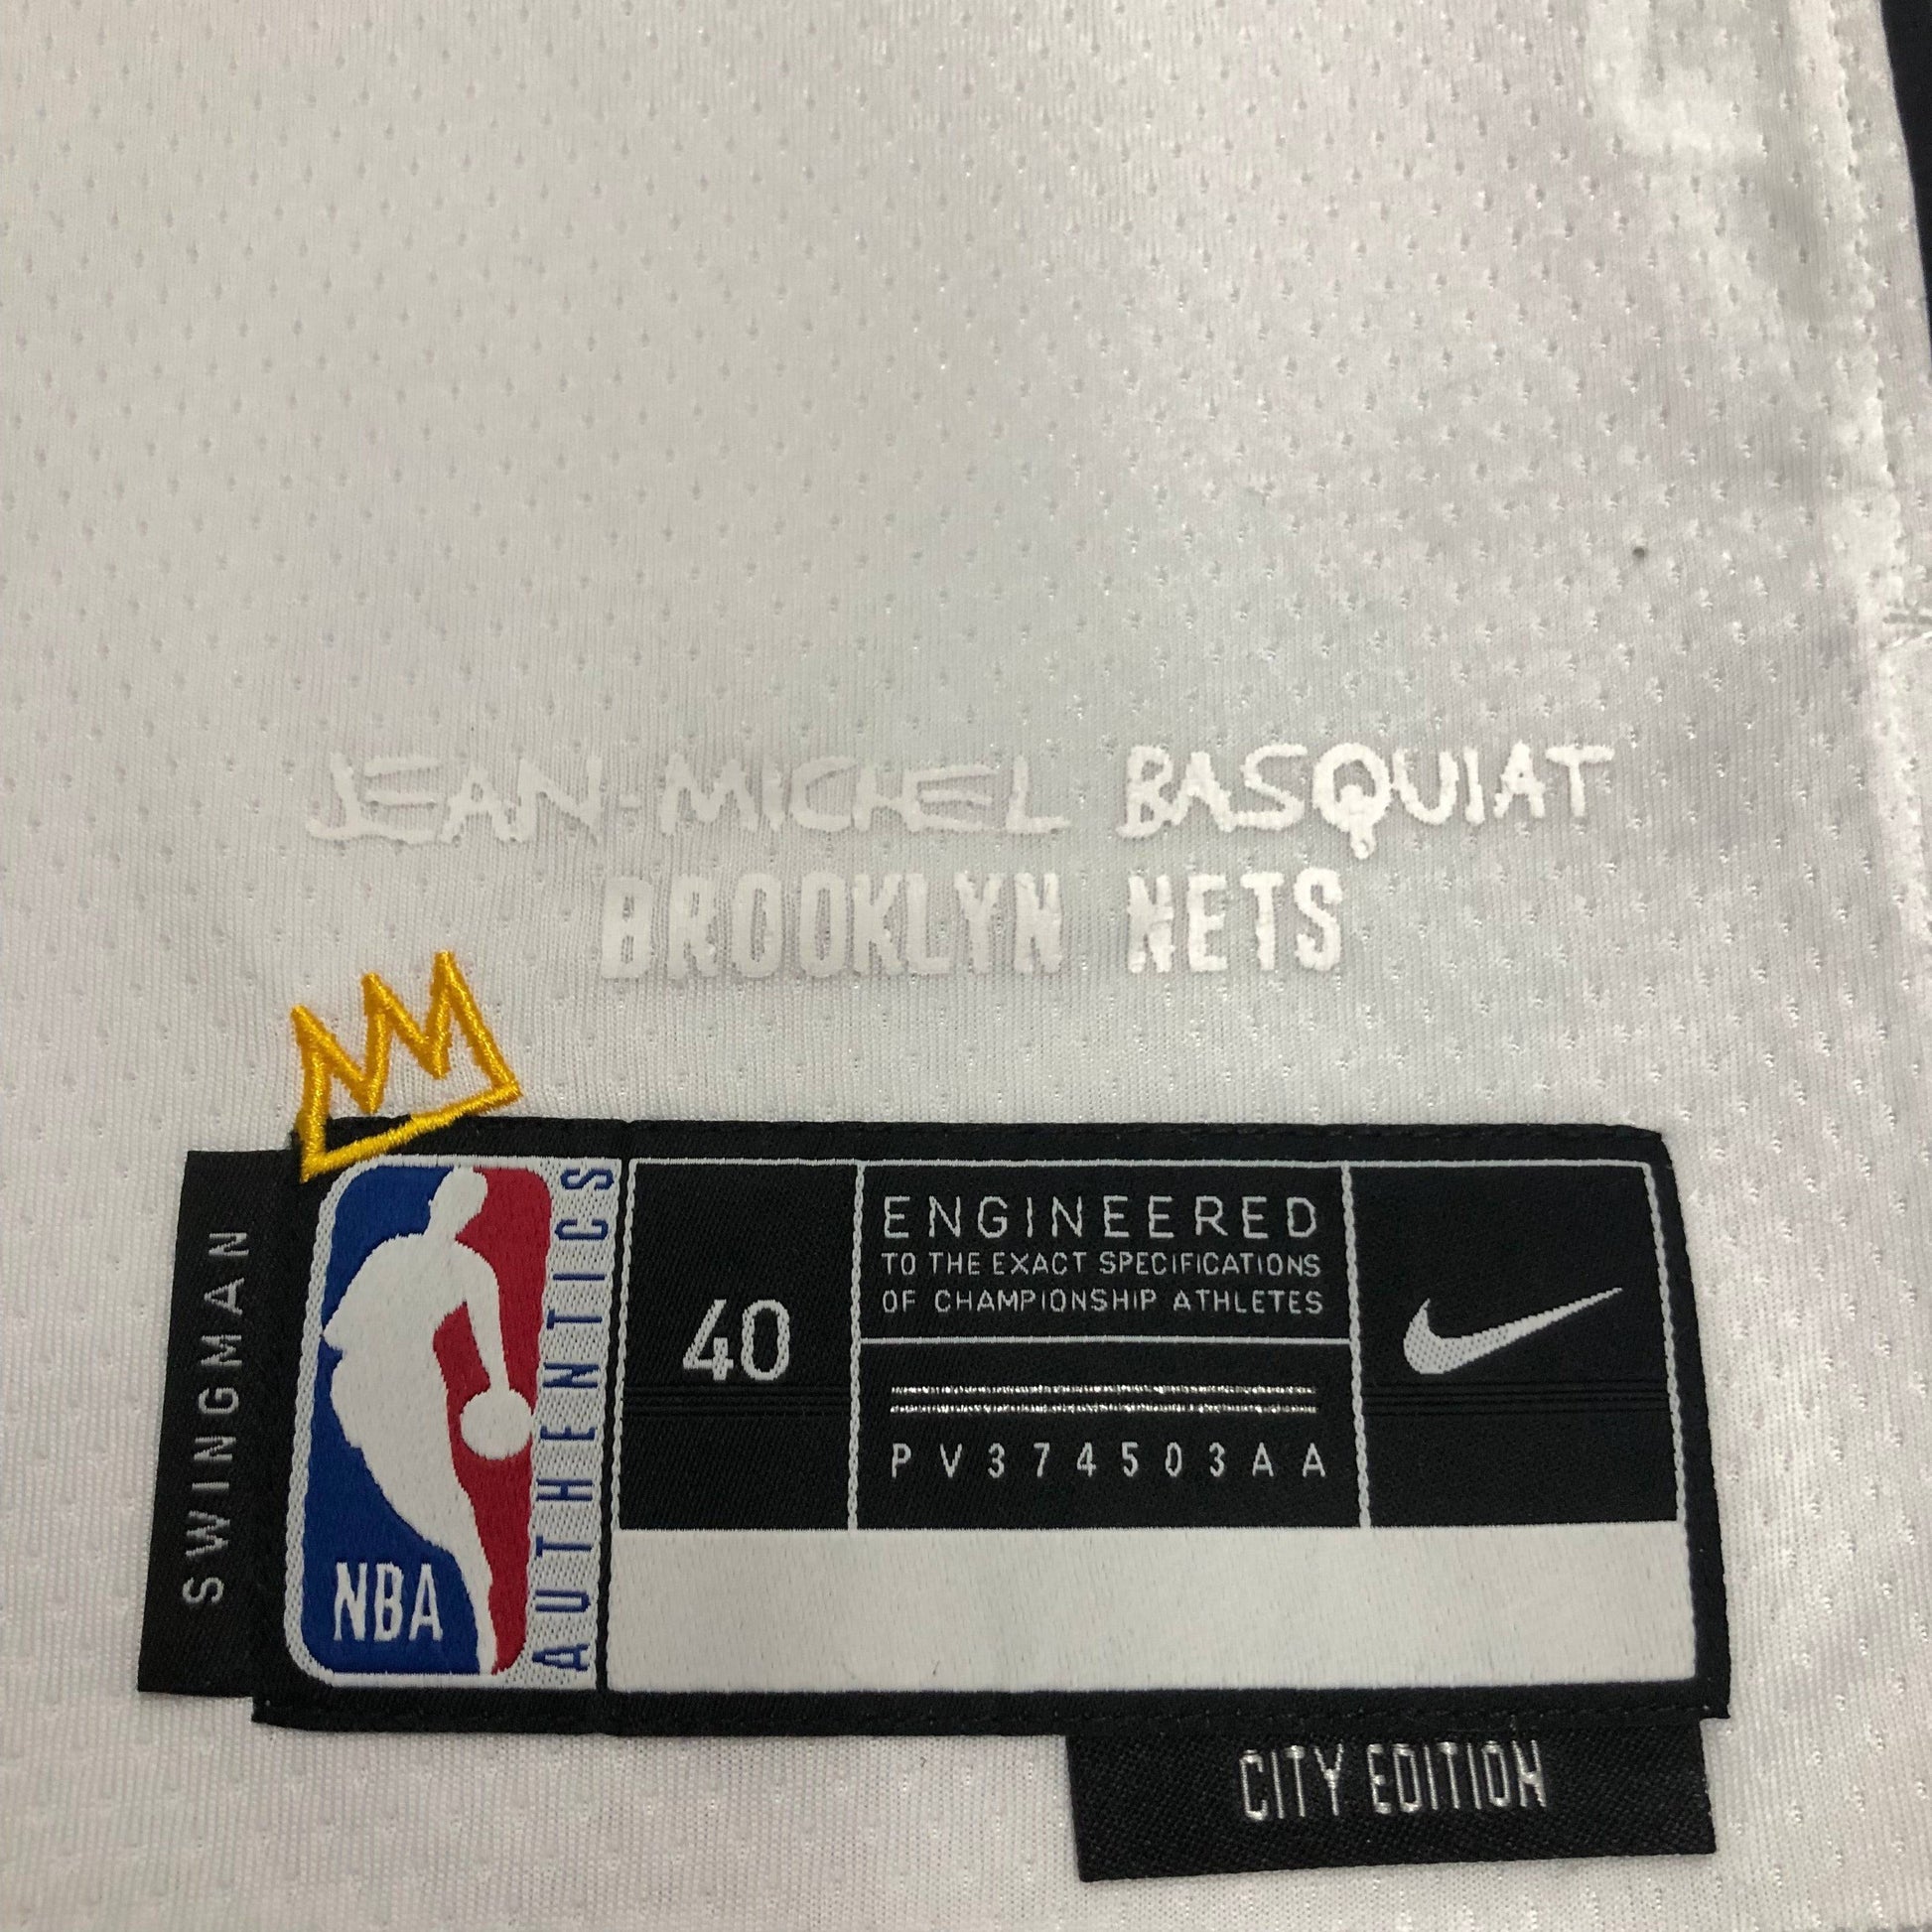 JEAN-MICHEL BASQUIAT
BROOKLYN NETS
SWINGMAN
NBA
AUTHENTICS
40
ENGINEERED
TO THE EXACT SPECIFICATIONS
OF CHAMPIONSHIP ATHLETES
PV374503AA
CITY EDITION